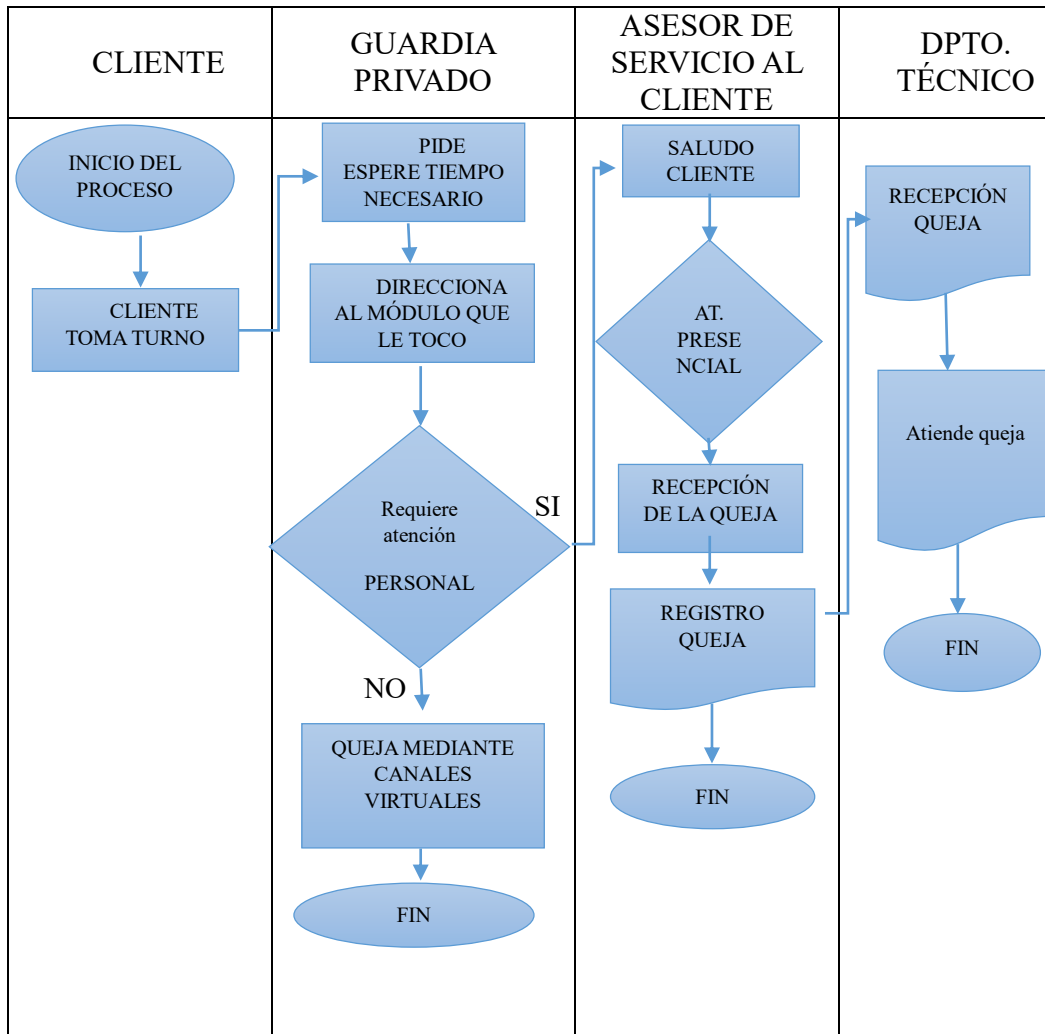 CLIENTE
GUARDIA
PRIVADO
ASESOR DE
SERVICIO AL
CLIENTE
DPTO.
TÉCNICO
INICIO DEL
PROCESO
CLIENTE
TOMA TURNO
PIDE
ESPERE TIEMPO
NECESARIO
DIRECCIONA
AL MÓDULO QUE
LE TOCO
Requiere
atención
PERSONAL
SI
NO
QUEJA MEDIANTE
CANALES
VIRTUALES
FIN
SALUDO
CLIENTE
AT.
PRESE
NCIAL
RECEPCIÓN
DE LA QUEJA
REGISTRO
QUEJA
FIN
RECEPCIÓN
QUEJA
Atiende queja
FIN